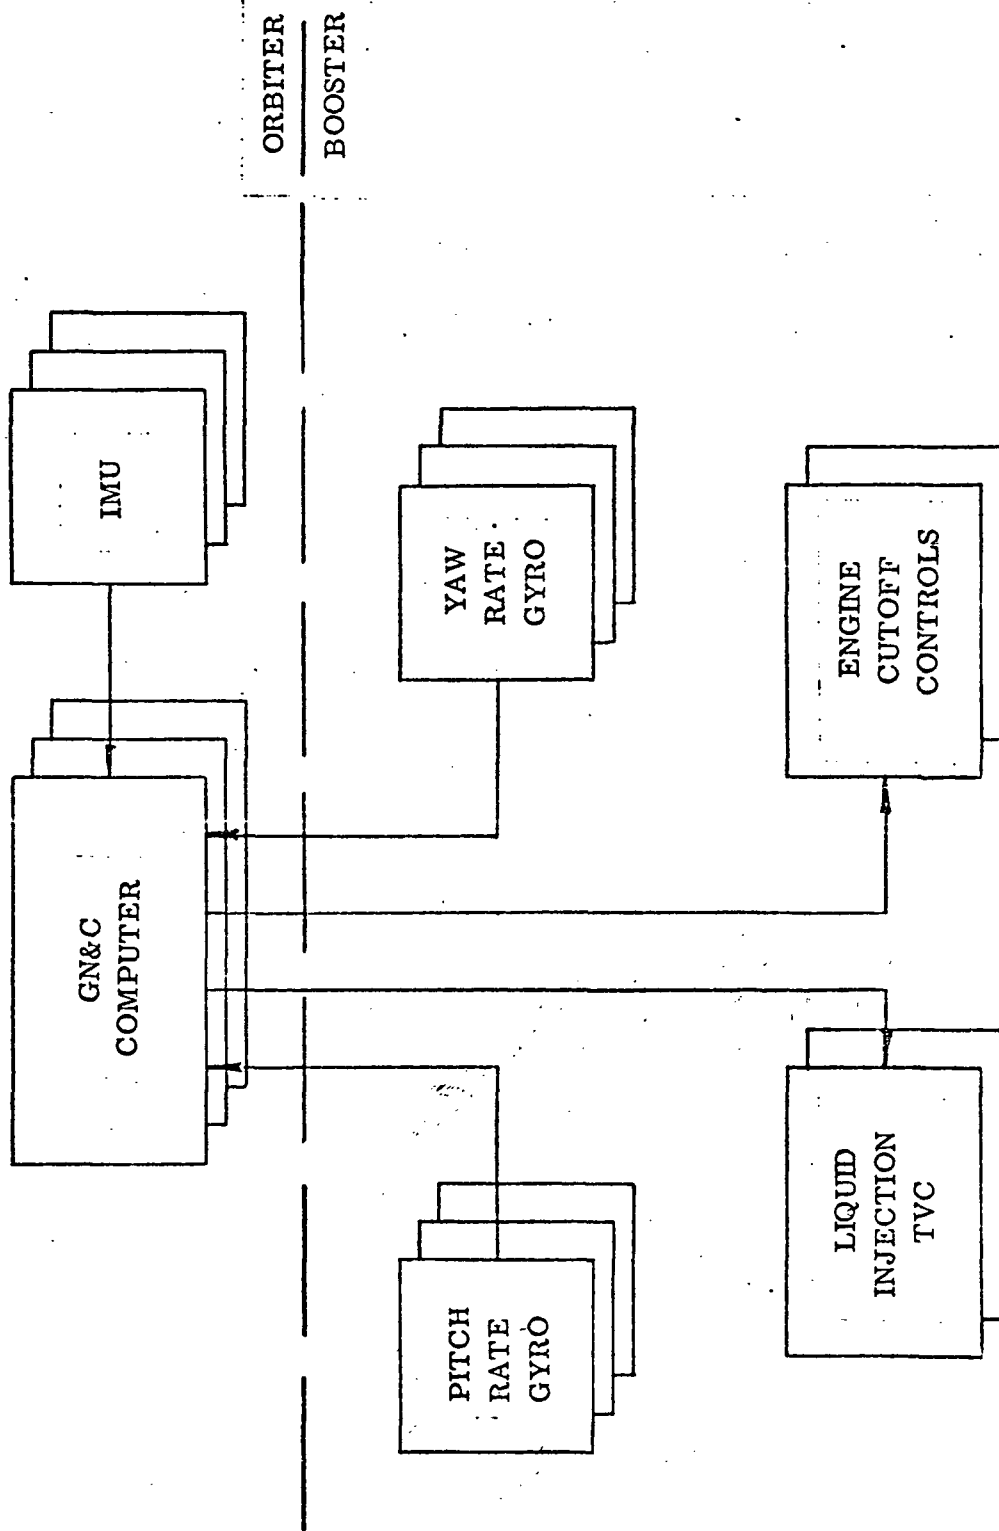 GN&C
COMPUTER
IMU
ORBITER
BOOSTER
PITCH
RATE
GYRO
YAW
RATE
GYRO
LIQUID
INJECTION
TVC
ENGINE
CUTOFF
CONTROLS